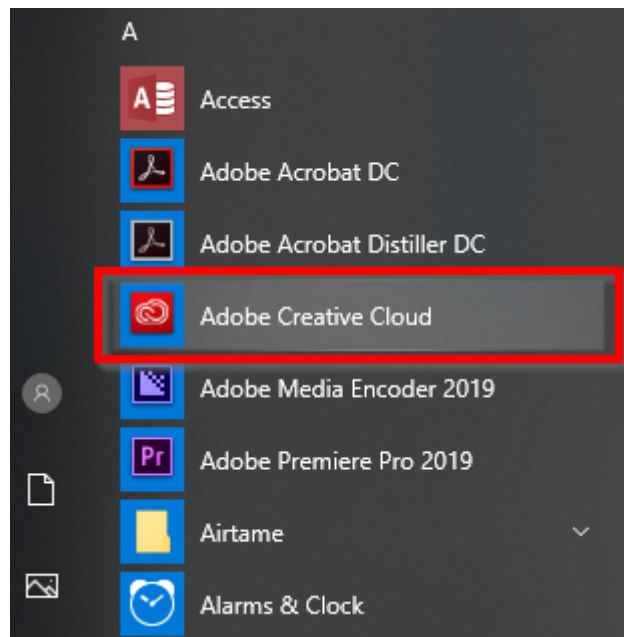 A
Access
Adobe Acrobat DC
Adobe Acrobat Distiller DC
Adobe Creative Cloud
Adobe Media Encoder 2019
Pr Adobe Premiere Pro 2019
Airtame
Alarms & Clock